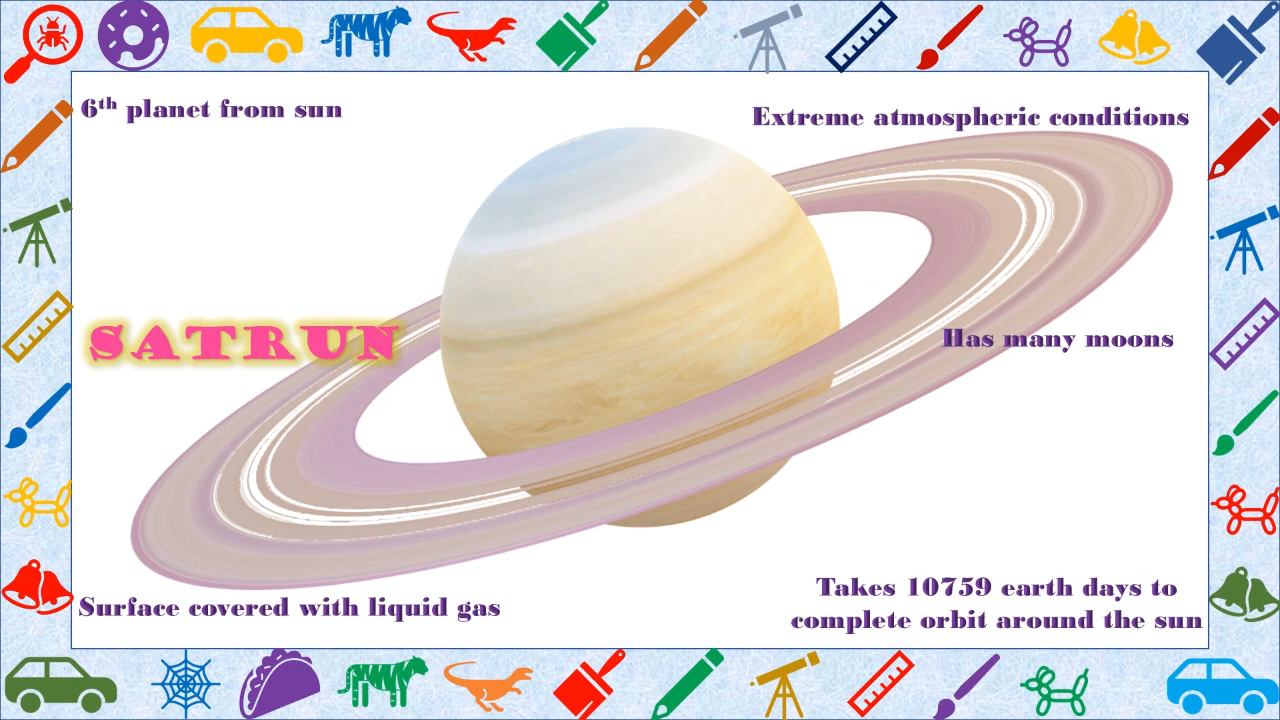 6th planet from sun
Extreme atmospheric conditions
SATRUN
Has many moons
Surface covered with liquid gas
Takes 10759 earth days to
complete orbit around the sun